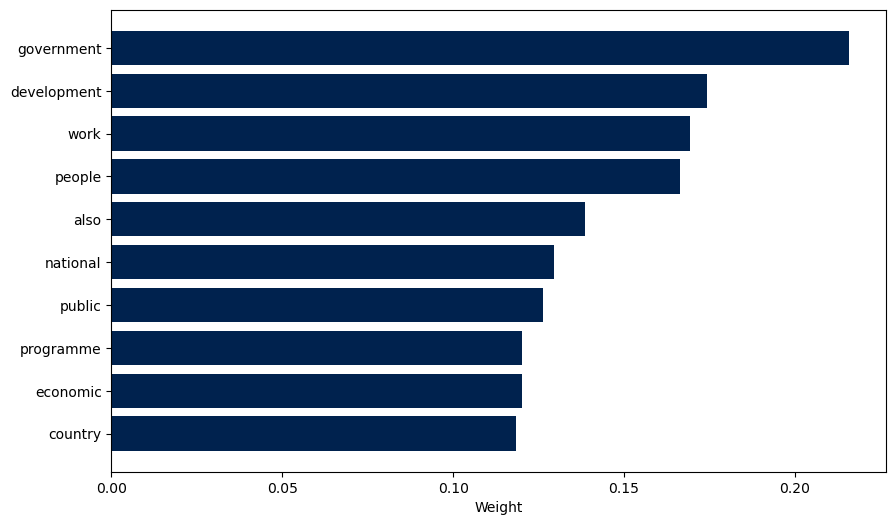 government
development
work
people
also
national
public
programme
economic
country
0.00 0.05 0.10 0.15 0.20
Weight